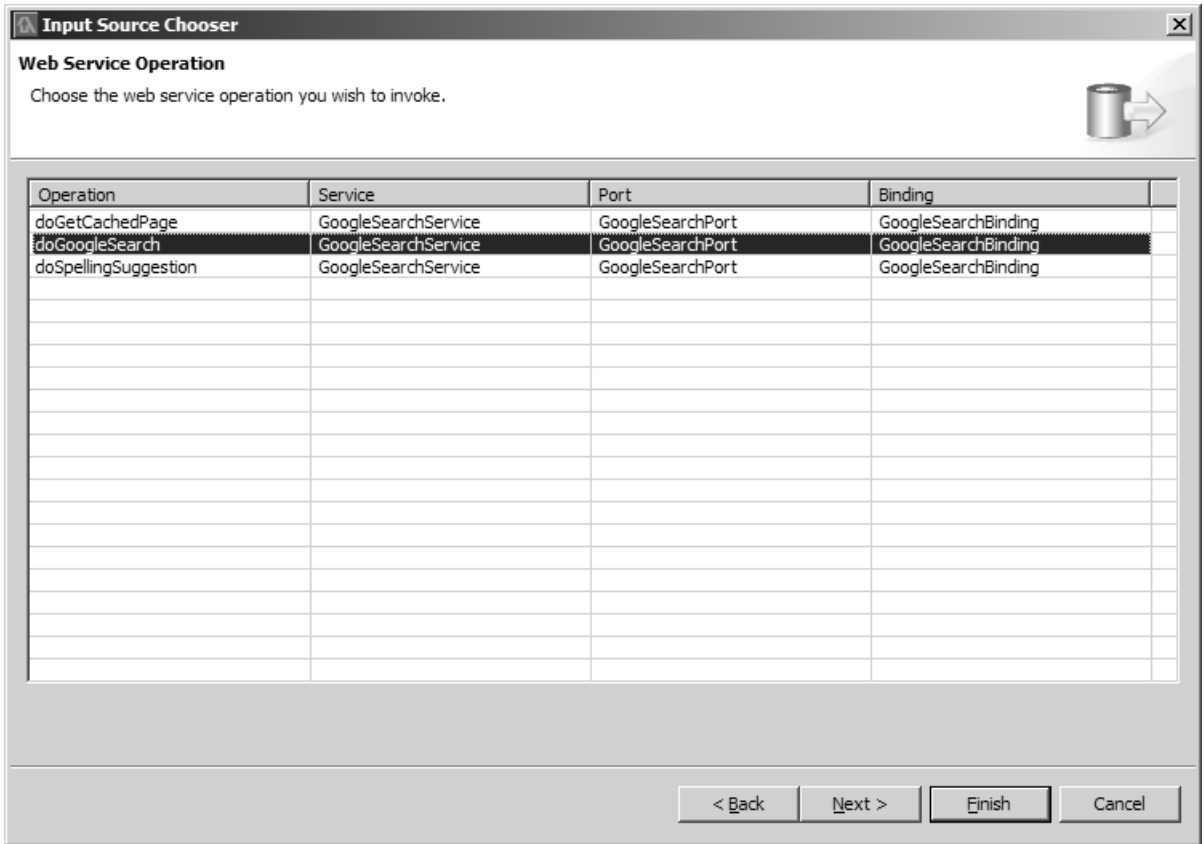 Input Source Chooser
Web Service Operation
Choose the web service operation you wish to invoke.
Operation Service Port Binding
doGetCachedPage GoogleSearchService GoogleSearchPort GoogleSearchBinding
doGoogleSearch GoogleSearchService GoogleSearchPort GoogleSearchBinding
doSpellingSuggestion GoogleSearchService GoogleSearchPort GoogleSearchBinding
< Back Next > Finish Cancel